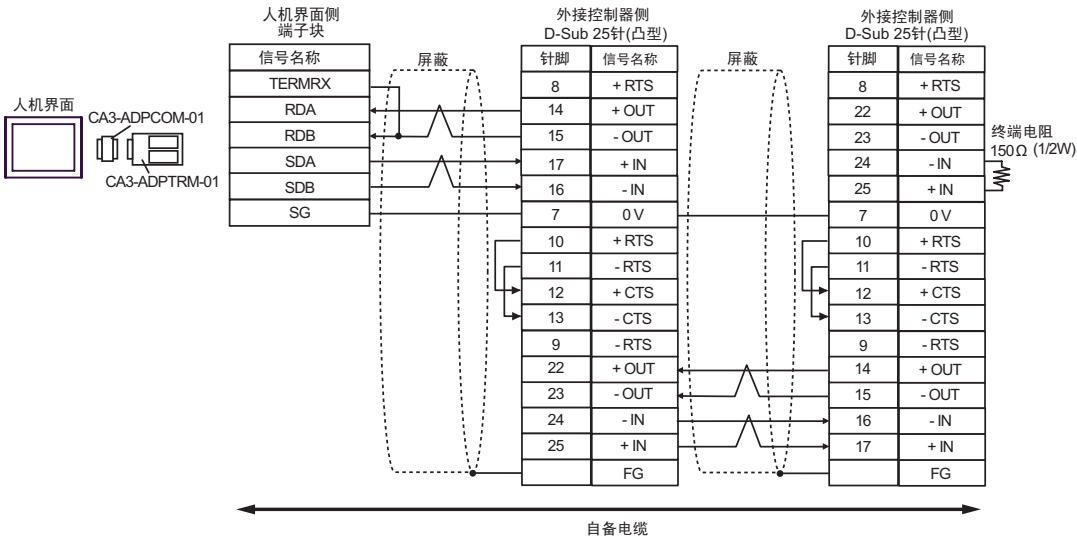 人机界面
CA3-ADPCOM-01
CA3-ADPTRM-01
人机界面侧
端子块
信号名称
TERMRX
RDA
RDB
SDA
SDB
SG
屏蔽
外接控制器侧
D-Sub 25针(凸型)
针脚 信号名称
8 + RTS
14 + OUT
15 - OUT
17 + IN
16 - IN
7 0 V
10 + RTS
11 - RTS
12 + CTS
13 - CTS
9 - RTS
22 + OUT
23 - OUT
24 - IN
25 + IN
FG
屏蔽
外接控制器侧
D-Sub 25针(凸型)
针脚 信号名称
8 + RTS
22 + OUT
23 - OUT
24 - IN
25 + IN
7 0 V
10 + RTS
11 - RTS
12 + CTS
13 - CTS
9 - RTS
14 + OUT
15 - OUT
16 - IN
17 + IN
FG
终端电阻
150Ω (1/2W)
自备电缆